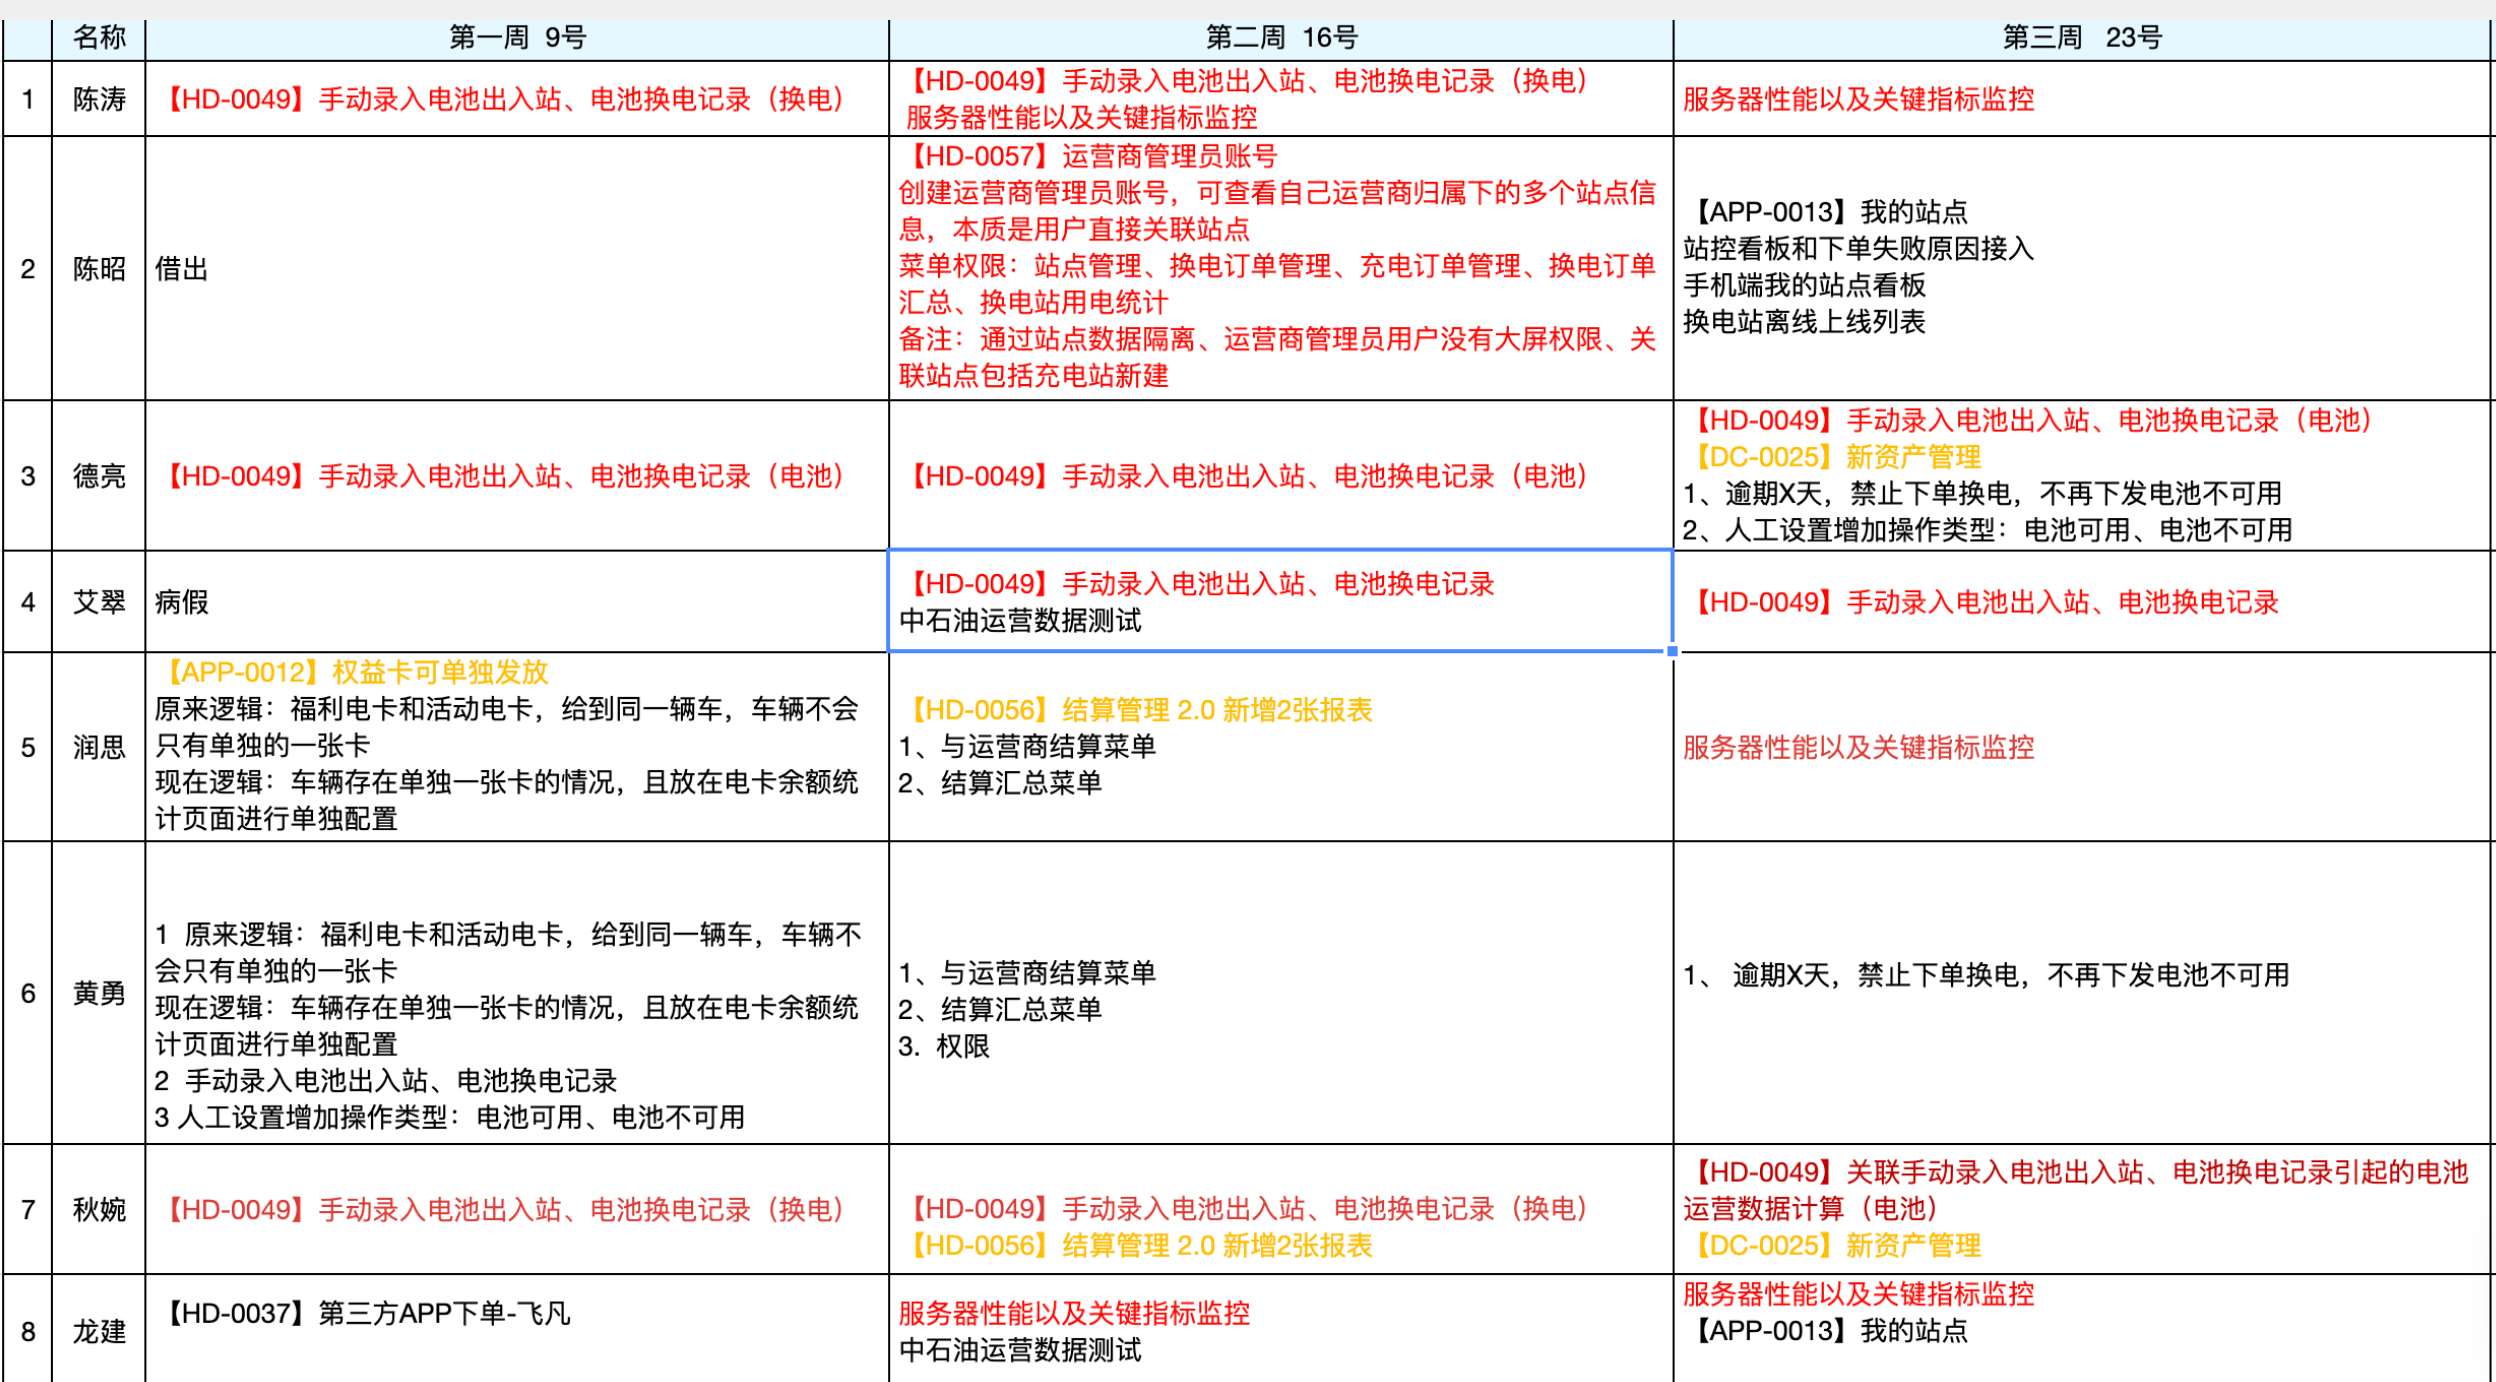 名称
第一周 9号
第二周 16号
第三周 23号
1
陈涛
【HD-0049】手动录入电池出入站、电池换电记录（换电）
【HD-0049】手动录入电池出入站、电池换电记录（换电）
服务器性能以及关键指标监控
服务器性能以及关键指标监控
2
陈昭
借出
【HD-0057】运营商管理员账号
创建运营商管理员账号，可查看自己运营商归属下的多个站点信
息，本质是用户直接关联站点
菜单权限：站点管理、换电订单管理、充电订单管理、换电订单
汇总、换电站用电统计
备注：通过站点数据隔离、运营商管理员用户没有大屏权限、关
联站点包括充电站新建
【APP-0013】我的站点
站控看板和下单失败原因接入
手机端我的站点看板
换电站离线上线列表
3
德亮
【HD-0049】手动录入电池出入站、电池换电记录（电池）
【HD-0049】手动录入电池出入站、电池换电记录（电池）
【HD-0049】手动录入电池出入站、电池换电记录（电池）
【DC-0025】新资产管理
1、逾期X天，禁止下单换电，不再下发电池不可用
2、人工设置增加操作类型：电池可用、电池不可用
4
艾翠
病假
【HD-0049】手动录入电池出入站、电池换电记录
中石油运营数据测试
【HD-0049】手动录入电池出入站、电池换电记录
5
润思
【APP-0012】权益卡可单独发放
原来逻辑：福利电卡和活动电卡，给到同一辆车，车辆不会
只有单独的一张卡
现在逻辑：车辆存在单独一张卡的情况，且放在电卡余额统
计页面进行单独配置
【HD-0056】结算管理 2.0 新增2张报表
1、与运营商结算菜单
2、结算汇总菜单
服务器性能以及关键指标监控
6
黄勇
1 原来逻辑：福利电卡和活动电卡，给到同一辆车，车辆不
会只有单独的一张卡
现在逻辑：车辆存在单独一张卡的情况，且放在电卡余额统
计页面进行单独配置
2 手动录入电池出入站、电池换电记录
3 人工设置增加操作类型：电池可用、电池不可用
1、与运营商结算菜单
2、结算汇总菜单
3. 权限
1、 逾期X天，禁止下单换电，不再下发电池不可用
7
秋婉
【HD-0049】手动录入电池出入站、电池换电记录（换电）
【HD-0049】手动录入电池出入站、电池换电记录（换电）
【HD-0056】结算管理 2.0 新增2张报表
【HD-0049】关联手动录入电池出入站、电池换电记录引起的电池
运营数据计算（电池）
【DC-0025】新资产管理
8
龙建
【HD-0037】第三方APP下单-飞凡
服务器性能以及关键指标监控
中石油运营数据测试
服务器性能以及关键指标监控
【APP-0013】我的站点